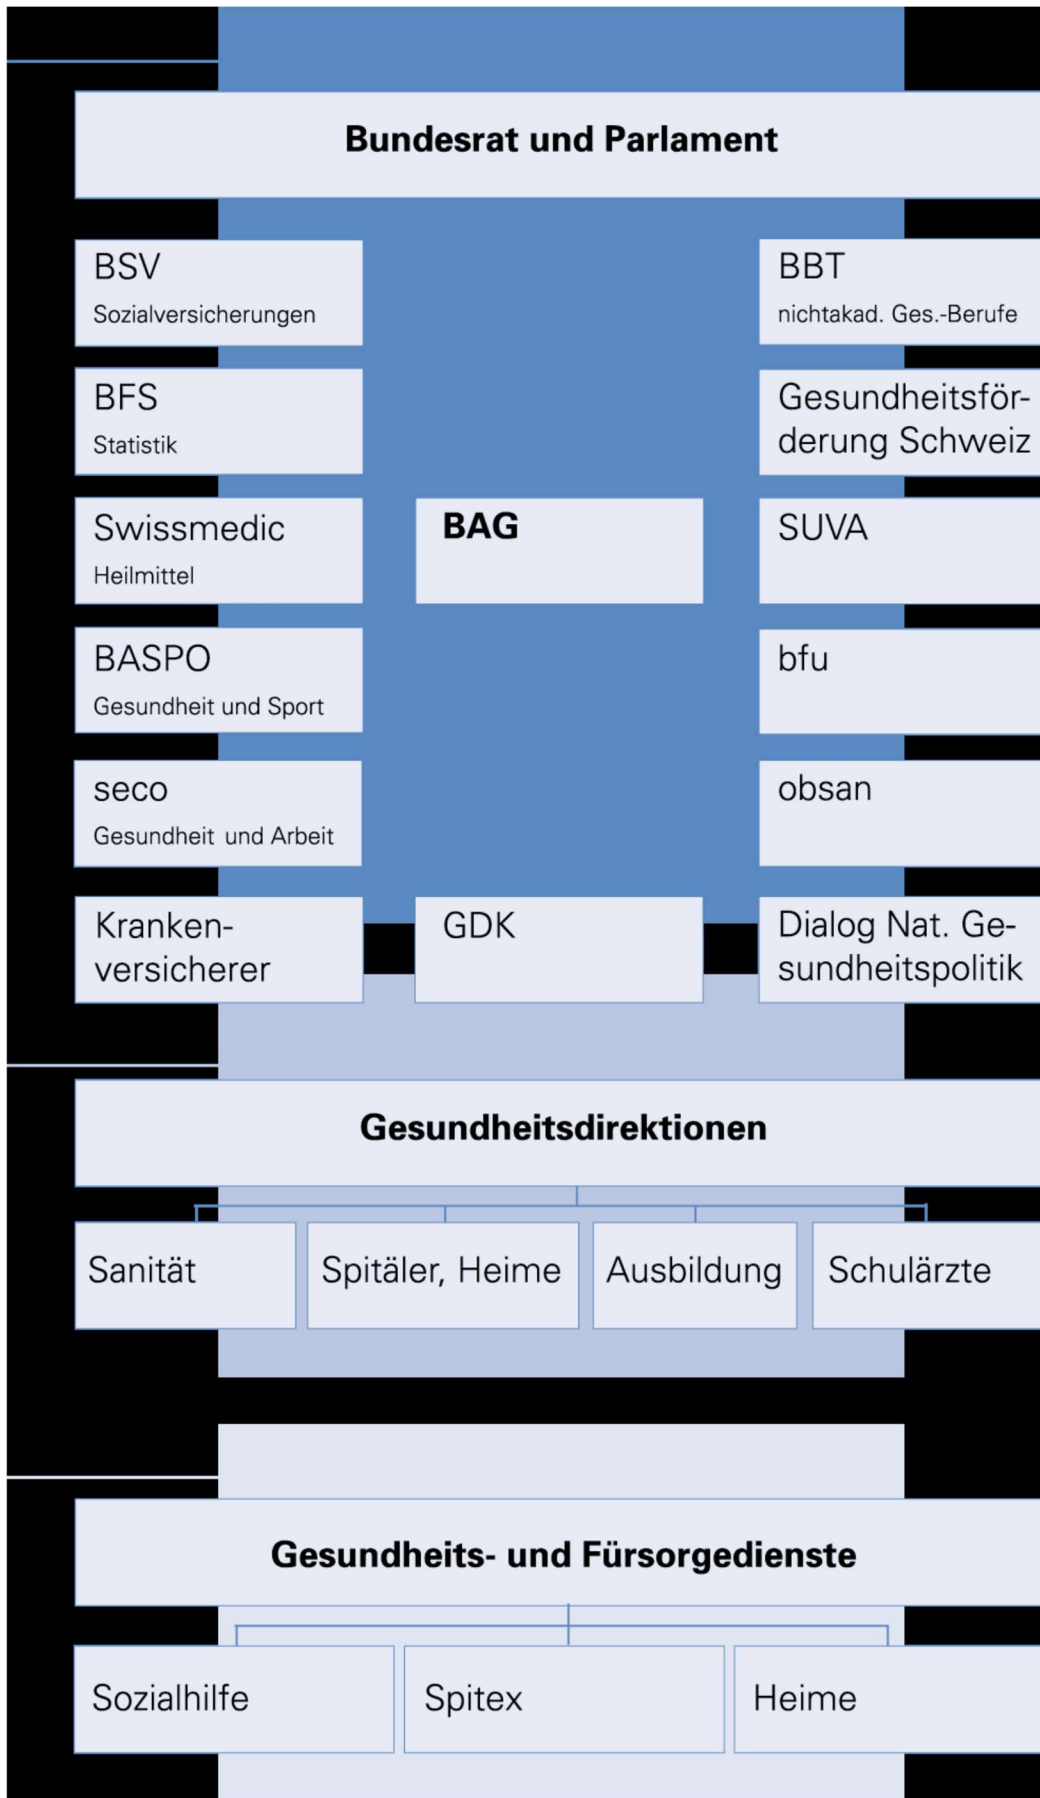 Bundesrat und Parlament
BSV
Sozialversicherungen
BBT
nichtakad. Ges.-Berufe
BFS
Statistik
Gesundheitsför-
derung Schweiz
Swissmedic
Heilmittel
BAG
SUVA
BASPO
Gesundheit und Sport
bfu
seco
Gesundheit und Arbeit
obsan
Kranken-
versicherer
GDK
Dialog Nat. Ge-
sundheitspolitik
Gesundheitsdirektionen
Sanität
Spitäler, Heime
Ausbildung
Schulärzte
Gesundheits- und Fürsorgedienste
Sozialhilfe
Spitex
Heime